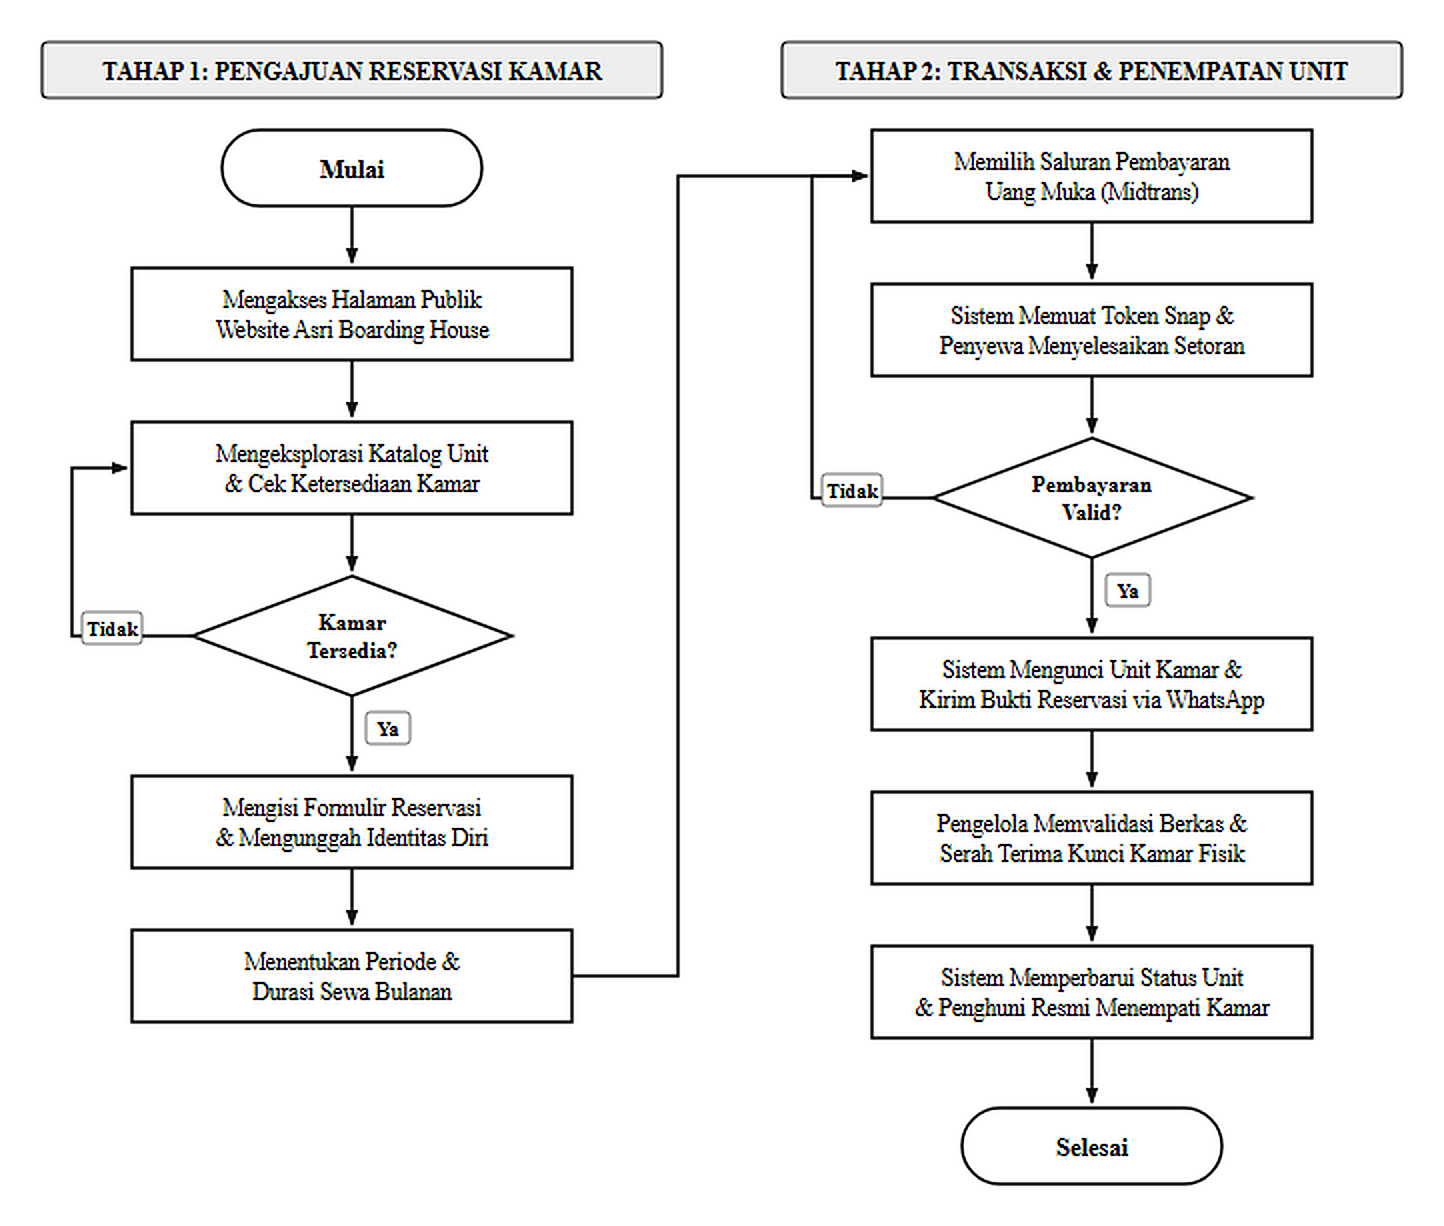 TAHAP 1: PENGAJUAN RESERVASI KAMAR
Mulai
Mengakses Halaman Publik
Website Asri Boarding House
Mengeksplorasi Katalog Unit
& Cek Ketersediaan Kamar
Kamar
Tersedia?
Tidak
Ya
Mengisi Formulir Reservasi
& Mengunggah Identitas Diri
Menentukan Periode &
Durasi Sewa Bulanan
TAHAP 2: TRANSAKSI & PENEMPATAN UNIT
Memilih Saluran Pembayaran
Uang Muka (Midtrans)
Sistem Memuat Token Snap &
Penyewa Menyelesaikan Setoran
Pembayaran
Valid?
Tidak
Ya
Sistem Mengunci Unit Kamar &
Kirim Bukti Reservasi via WhatsApp
Pengelola Memvalidasi Berkas &
Serah Terima Kunci Kamar Fisik
Sistem Memperbarui Status Unit
& Penghuni Resmi Menempati Kamar
Selesai